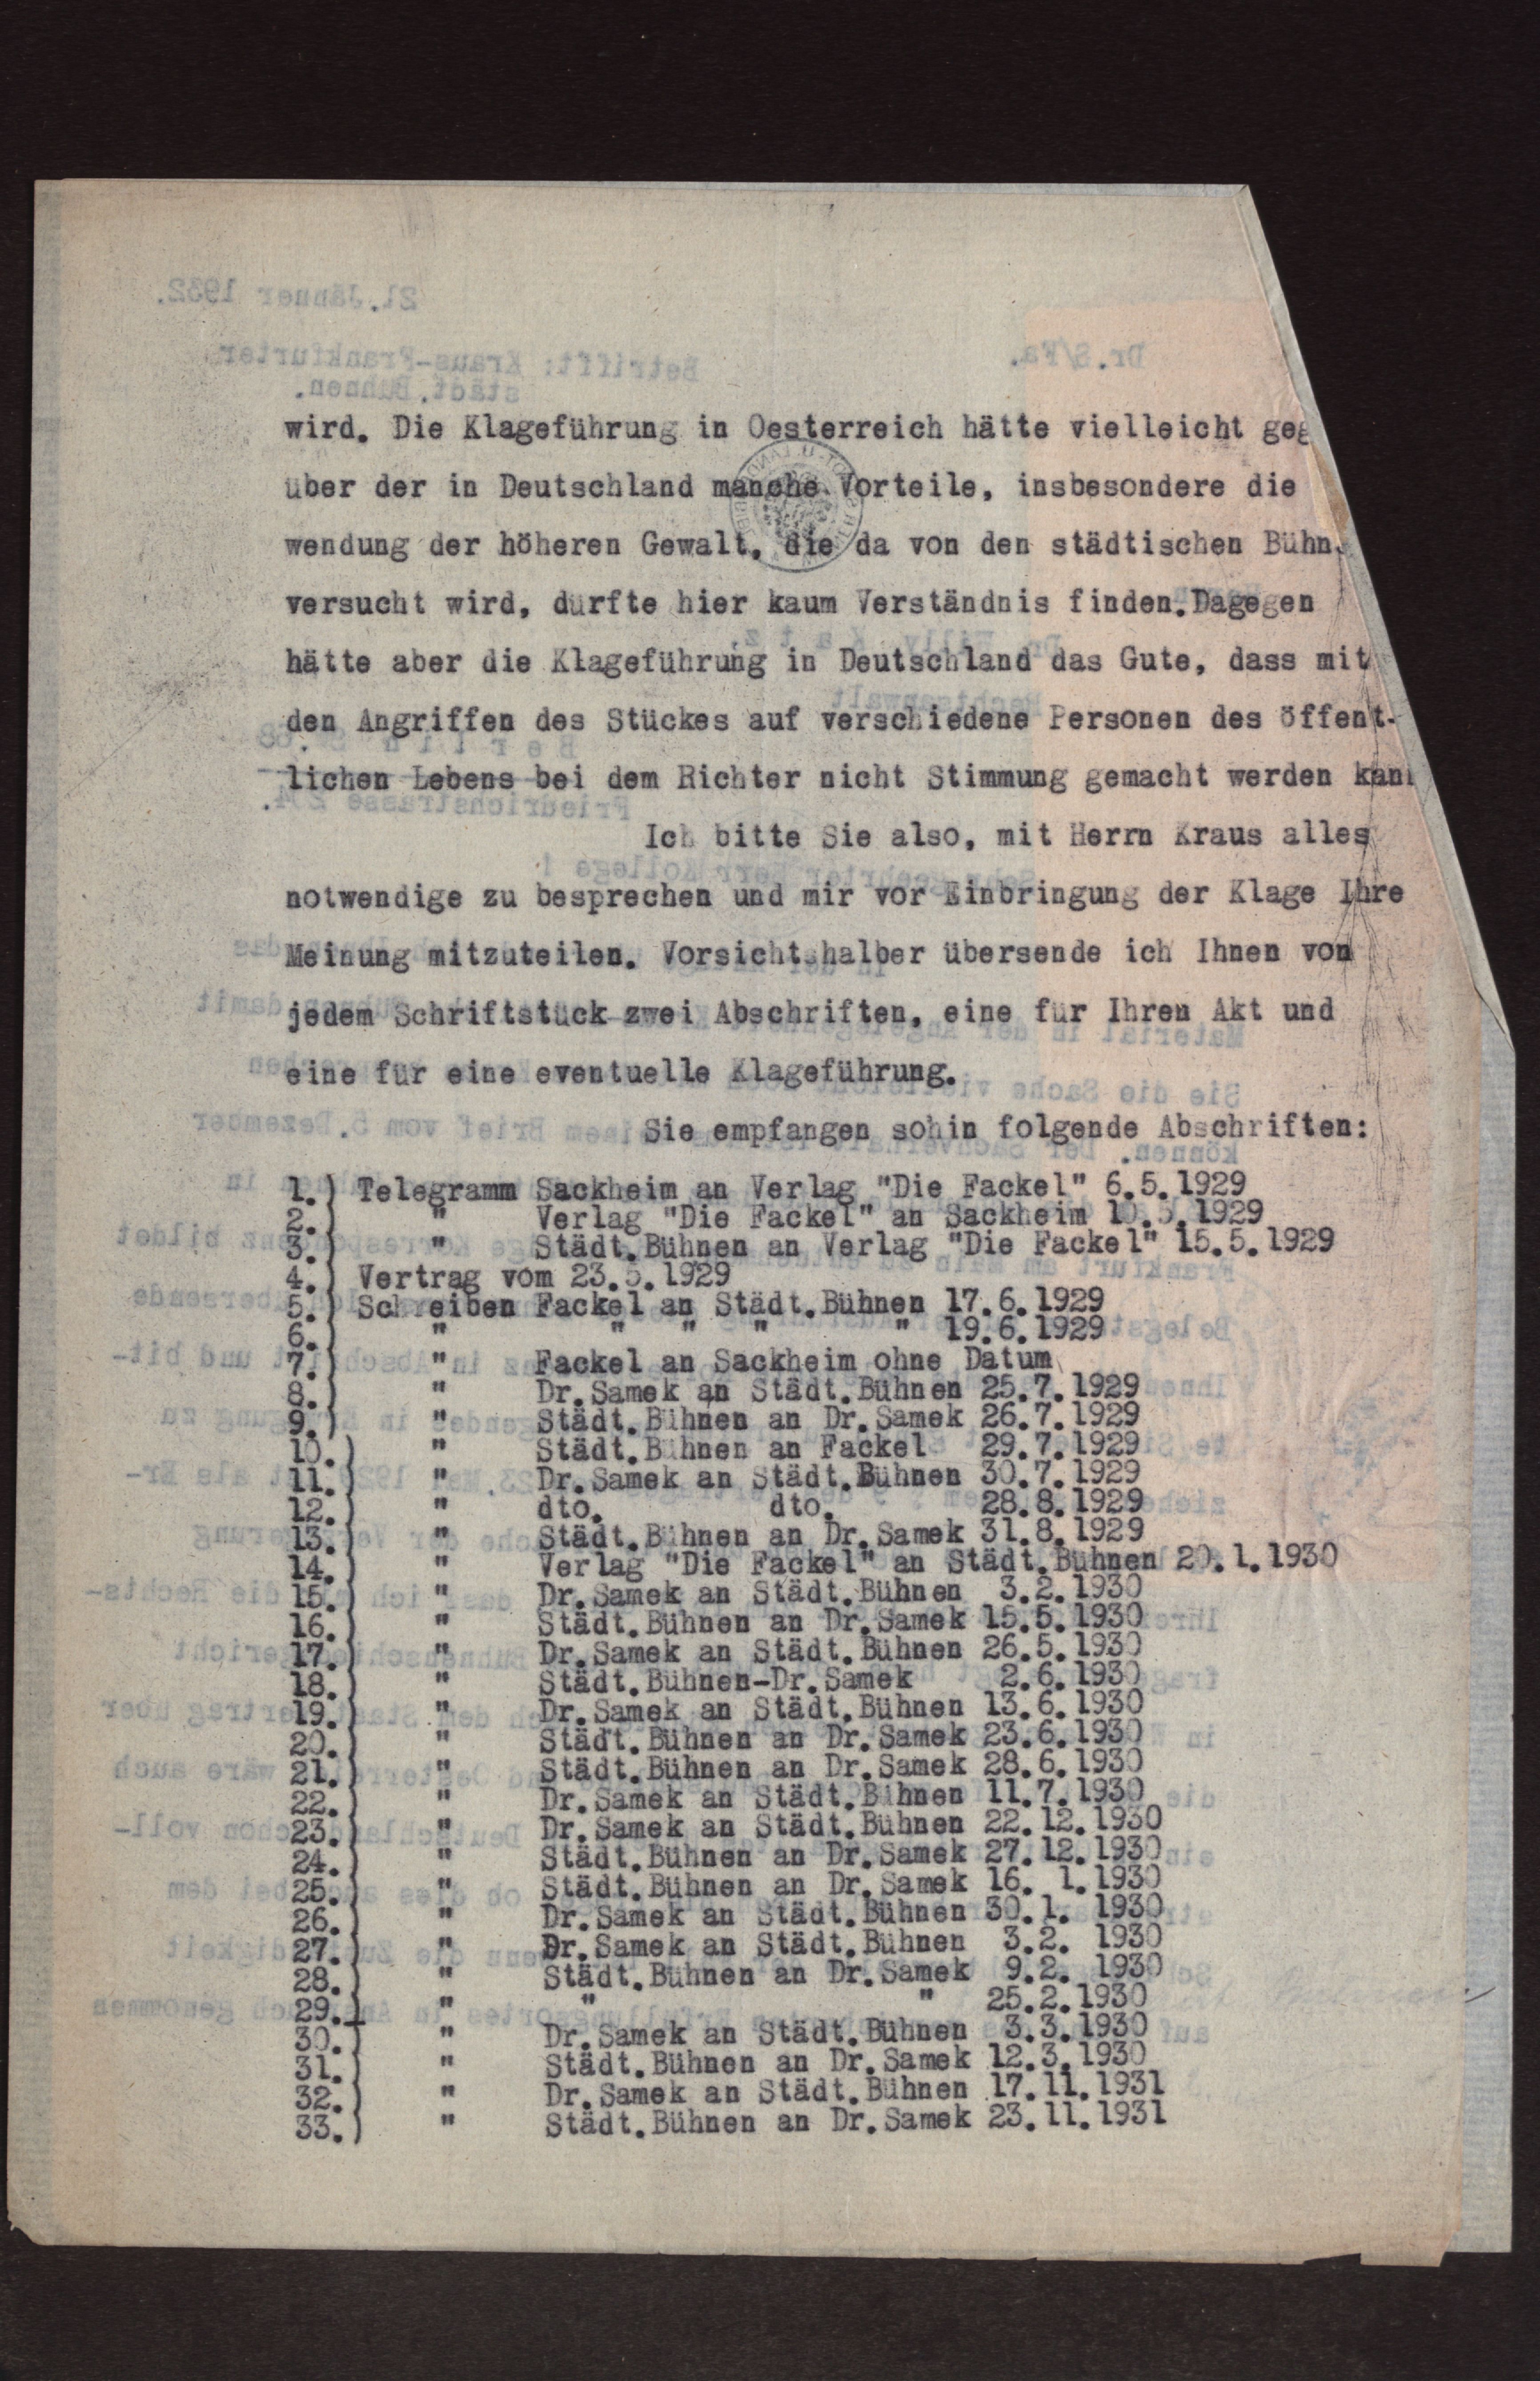 wird. Die Klageführung in Oesterreich hätte vielleicht geg
über der in Deutschland manche Vorteile, insbesondere die
wendung der höheren Gewalt, die da von den städtischen Bühn
versucht wird, dürfte hier kaum Verständnis finden. Dagegen
hätte aber die Klageführung in Deutschland das Gute, dass mit
den Angriffen des Stückes auf verschiedene Personen des öffent-
lichen Lebens bei dem Richter nicht Stimmung gemacht werden kann
Ich bitte Sie also, mit Herrn Kraus alles
notwendige zu besprechen und mir vor Einbringung der Klage Ihre
Meinung mitzuteilen. Vorsichtshalber übersende ich Ihnen von
jedem Schriftstück zwei Abschriften, eine für Ihren Akt und
eine für eine eventuelle Klageführung.
Sie empfangen sohin folgende Abschriften:
1.) Telegramm Sackheim an Verlag "Die Fackel" 6.5.1929
2.) " Verlag "Die Fackel" an Sackheim 10.5.1929
3.) " Städt.Bühnen an Verlag "Die Fackel" 15.5.1929
4.) Vertrag vom 23.5.1929
5.) Schreiben Fackel an Städt.Bühnen 17.6.1929
6.) " " " " " 19.6.1929
7.) " Fackel an Sackheim ohne Datum
8.) " Dr.Samek an Städt.Bühnen 25.7.1929
9.) " Städt.Bühnen an Dr.Samek 26.7.1929
10.) " Städt.Bühnen an Fackel 29.7.1929
11.) " Dr.Samek an Städt.Bühnen 30.7.1929
12.) " dto. dto. 28.8.1929
13.) " Städt.Bühnen an Dr.Samek 31.8.1929
14.) " Verlag "Die Fackel" an Städt.Bühnen 20.1.1930
15.) " Dr.Samek an Städt.Bühnen 3.2.1930
16.) " Städt.Bühnen an Dr.Samek 15.5.1930
17.) " Dr.Samek an Städt.Bühnen 26.5.1930
18.) " Städt.Bühnen-Dr.Samek 2.6.1930
19.) " Dr.Samek an Städt.Bühnen 13.6.1930
20.) " Städt.Bühnen an Dr.Samek 23.6.1930
21.) " Städt.Bühnen an Dr.Samek 28.6.1930
22.) " Dr.Samek an Städt.Bühnen 11.7.1930
23.) " Dr.Samek an Städt.Bühnen 22.12.1930
24.) " Städt.Bühnen an Dr.Samek 27.12.1930
25.) " Städt.Bühnen an Dr.Samek 16. 1.1930
26.) " Dr.Samek an Städt.Bühnen 30.1. 1930
27.) " Dr.Samek an Städt.Bühnen 3.2. 1930
28.) " Städt.Bühnen an Dr.Samek 9.2. 1930
29.) " " " 25.2.1930
30.) " Dr.Samek an Städt.Bühnen 3.3.1930
31.) " Städt.Bühnen an Dr.Samek 12.3.1930
32.) " Dr.Samek an Städt.Bühnen 17.11.1931
33.) " Städt.Bühnen an Dr.Samek 23.11.1931